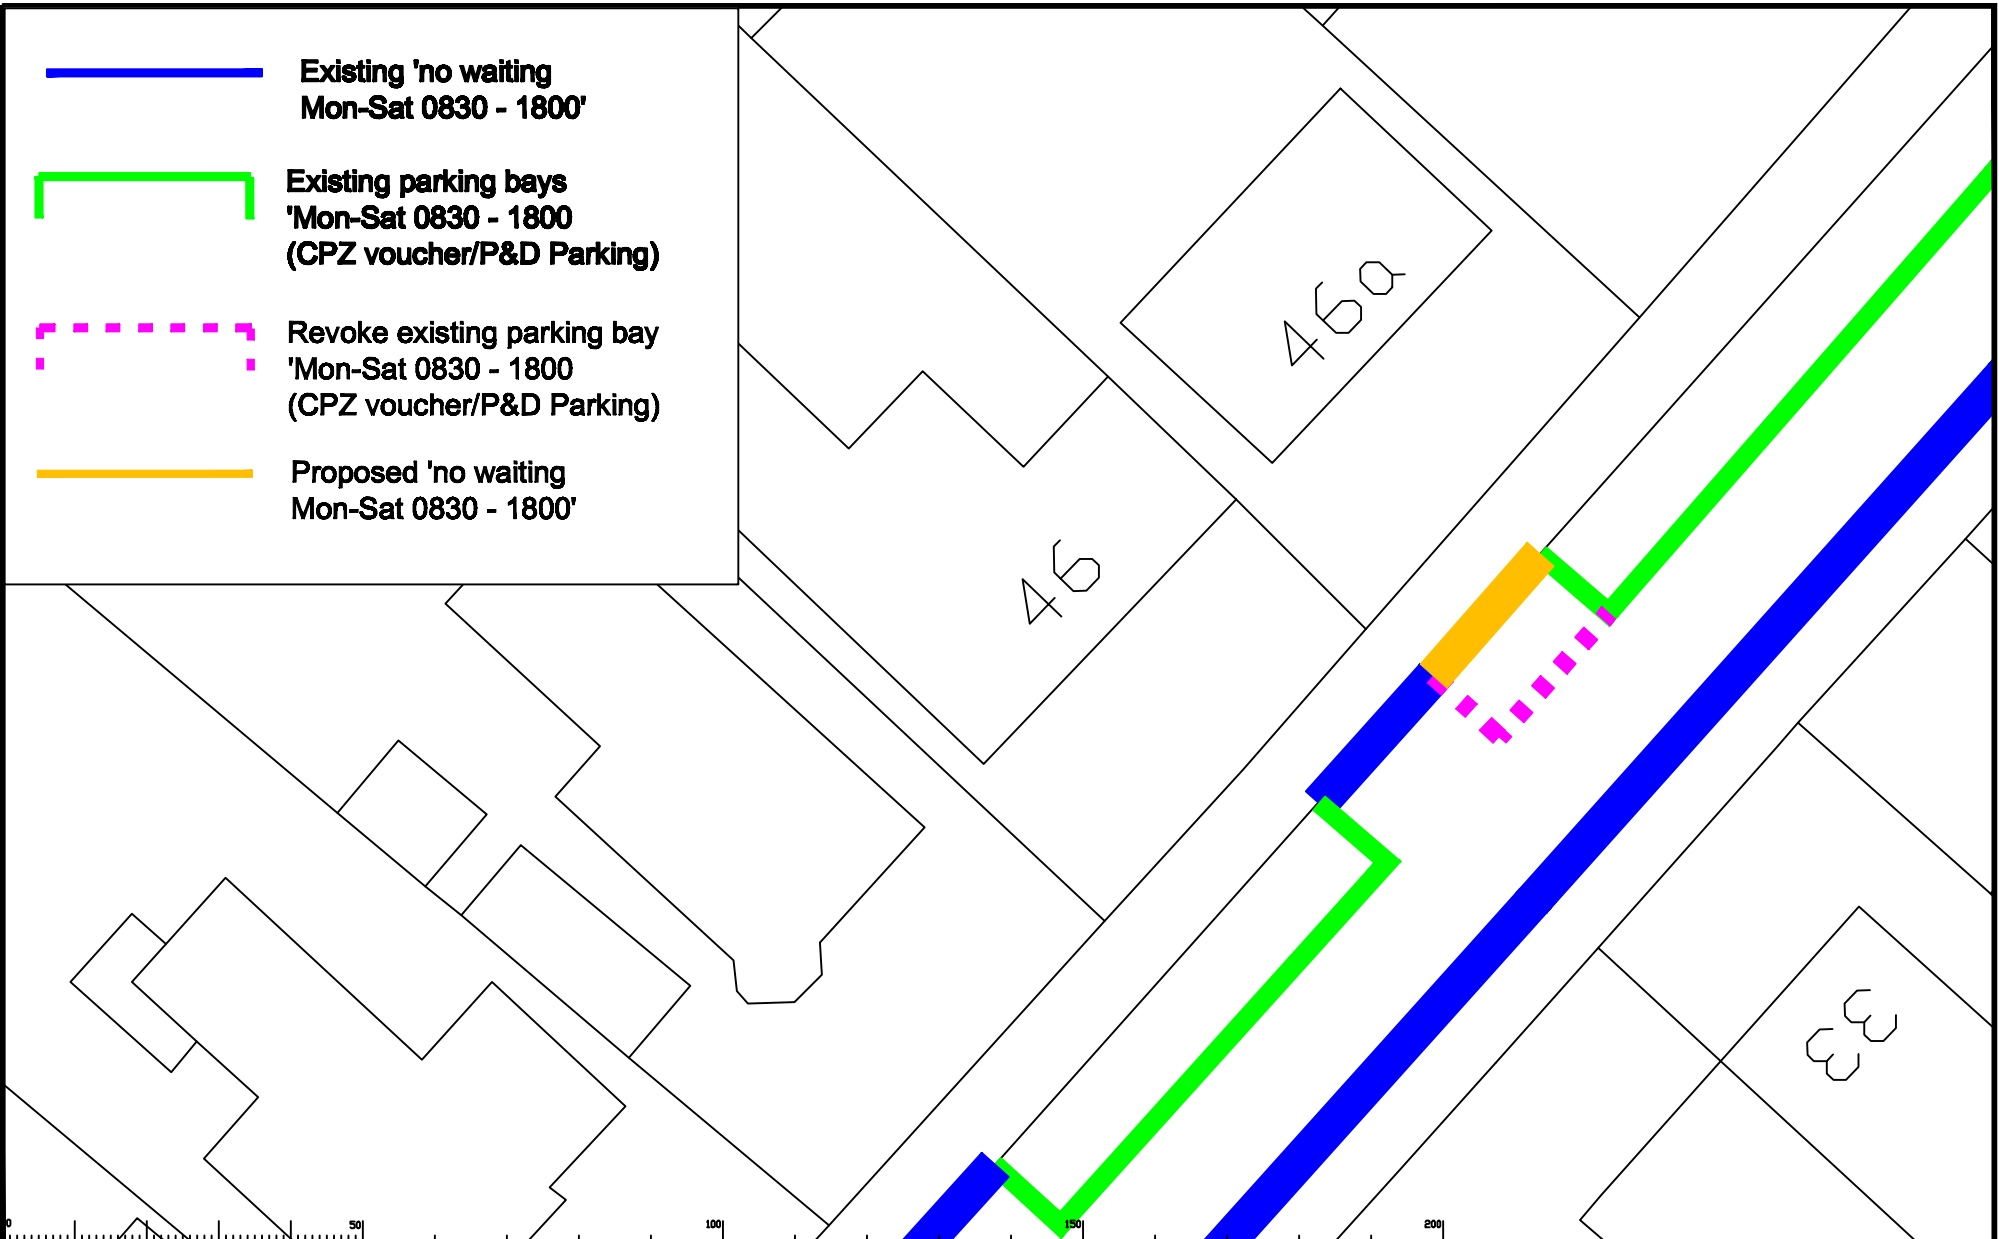 Existing 'no waiting
Mon-Sat 0830 - 1800'
Existing parking bays
'Mon-Sat 0830 - 1800
(CPZ voucher/P&D Parking)
Revoke existing parking bay
'Mon-Sat 0830 - 1800
(CPZ voucher/P&D Parking)
Proposed 'no waiting
Mon-Sat 0830 - 1800'
46a
46
33
0 50 100 150 200